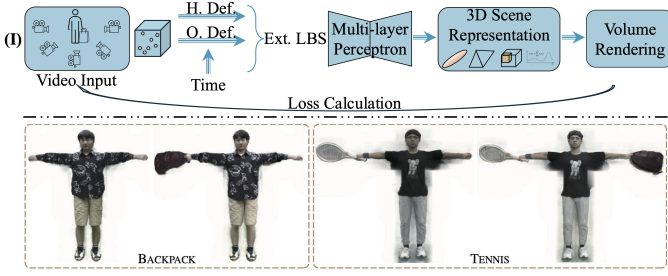 (I)
Video Input
H. Def.
O. Def.
Time
Ext. LBS
Multi-layer
Perceptron
3D Scene
Representation
Volume
Rendering
Loss Calculation
BACKPACK
TENNIS